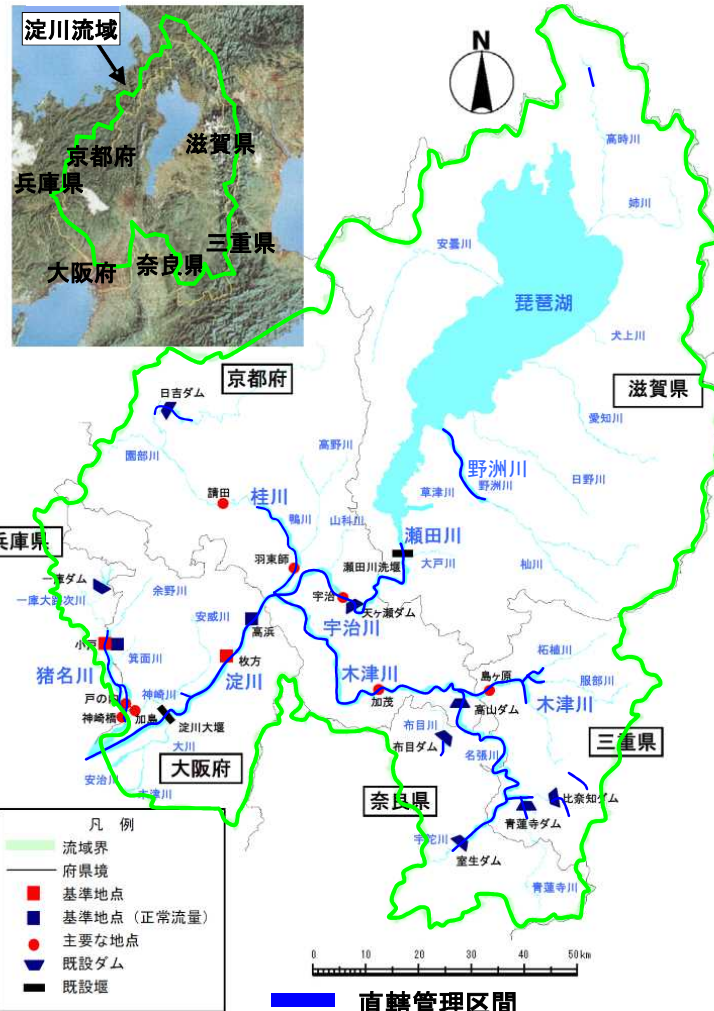 淀川流域
京都府
滋賀県
兵庫県
三重県
奈良県
大阪府
N
高時川
姉川
安曇川
琵琶湖
犬上川
京都府
滋賀県
日吉ダム
愛知川
高野川
園部川
野洲川
野洲川
日野川
請田
桂川
草津川
鴨川
山科川
瀬田川
兵庫県
羽束師
瀬田川洗堰
大戸川
杣川
一庫ダム
余野川
一庫大路次川
宇治
天ヶ瀬ダム
安威川
高浜
宇治川
小戸
箕面川
枚方
柘植川
猪名川
淀川
木津川
島ヶ原
服部川
戸の内
神崎川
加茂
高山ダム
木津川
神崎橋
加島
淀川大堰
布目川
三重県
大川
布目ダム
名張川
安治川
大阪府
木津川
奈良県
比奈知ダム
青蓮寺ダム
宇陀川
室生ダム
青蓮寺川
凡 例
流域界
府県境
基準地点
基準地点（正常流量）
主要な地点
既設ダム
既設堰
0 10 20 30 40 50km
直轄管理区間